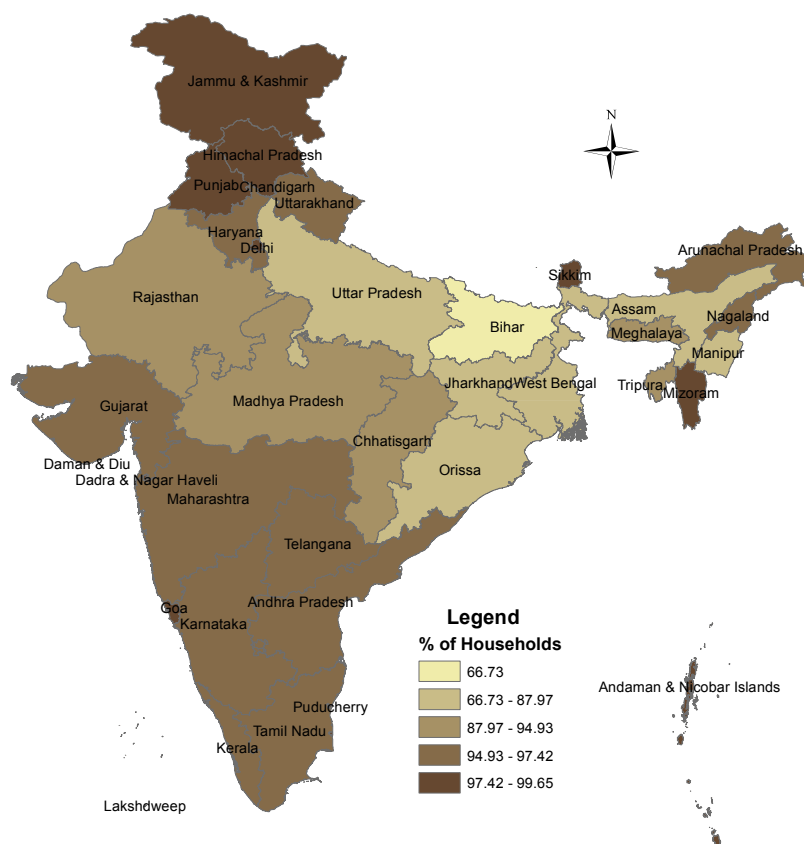 Jammu & Kashmir
N
Himachal Pradesh
Punjab
Chandigarh
Uttarakhand
Haryana
Delhi
Arunachal Pradesh
Sikkim
Rajasthan
Uttar Pradesh
Assam
Nagaland
Bihar
Meghalaya
Manipur
Jharkhand
West Bengal
Tripura
Mizoram
Gujarat
Madhya Pradesh
Chhatisgarh
Daman & Diu
Orissa
Dadra & Nagar Haveli
Maharashtra
Telangana
Goa
Andhra Pradesh
Karnataka
Legend
% of Households
66.73
66.73 - 87.97
87.97 - 94.93
94.93 - 97.42
97.42 - 99.65
Andaman & Nicobar Islands
Puducherry
Tamil Nadu
Kerala
Lakshdweep